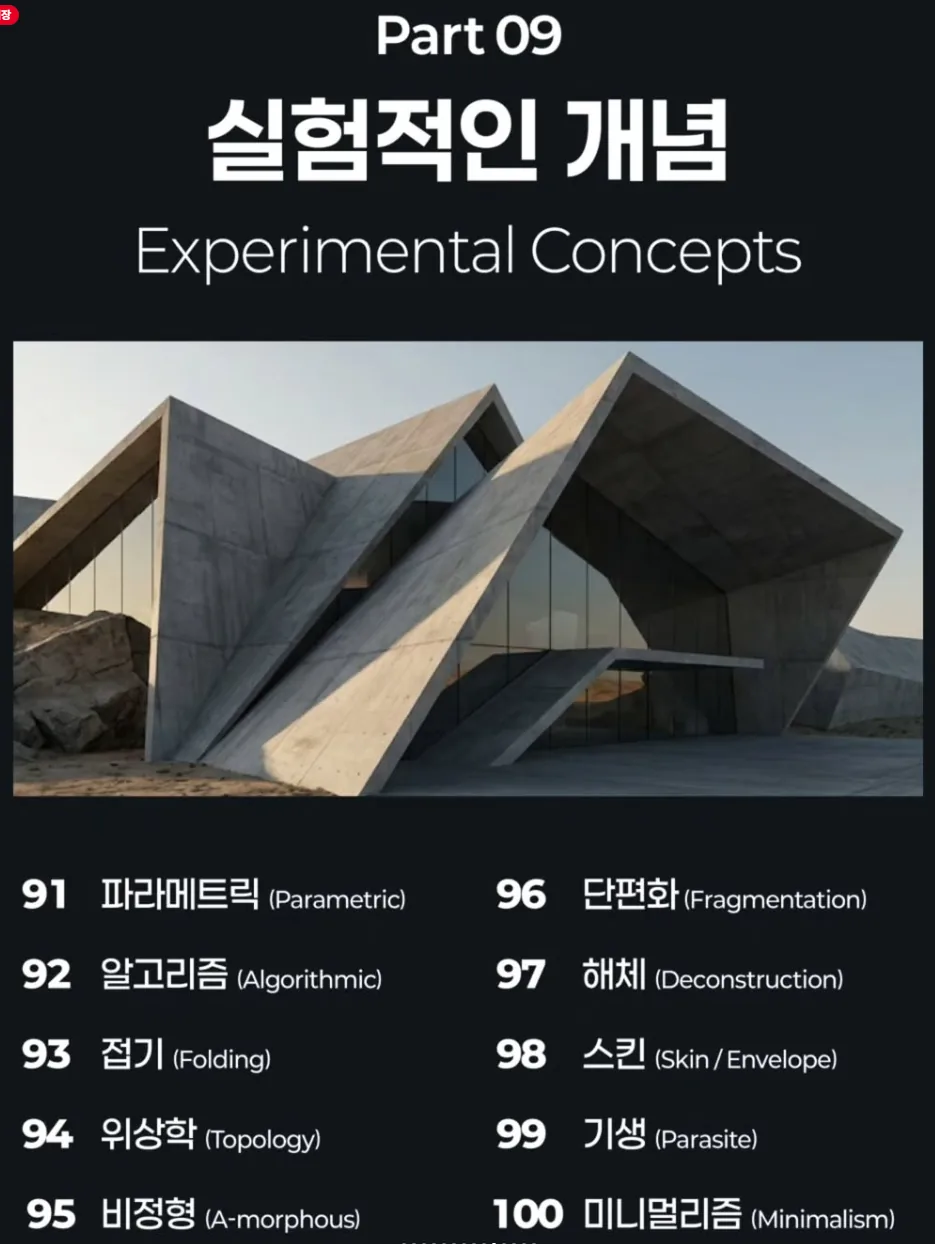 장
Part 09
실험적인 개념
Experimental Concepts
91 파라메트릭 (Parametric)
92 알고리즘 (Algorithmic)
93 접기 (Folding)
94 위상학 (Topology)
95 비정형 (A-morphous)
96 단편화 (Fragmentation)
97 해체 (Deconstruction)
98 스킨 (Skin / Envelope)
99 기생 (Parasite)
100 미니멀리즘 (Minimalism)